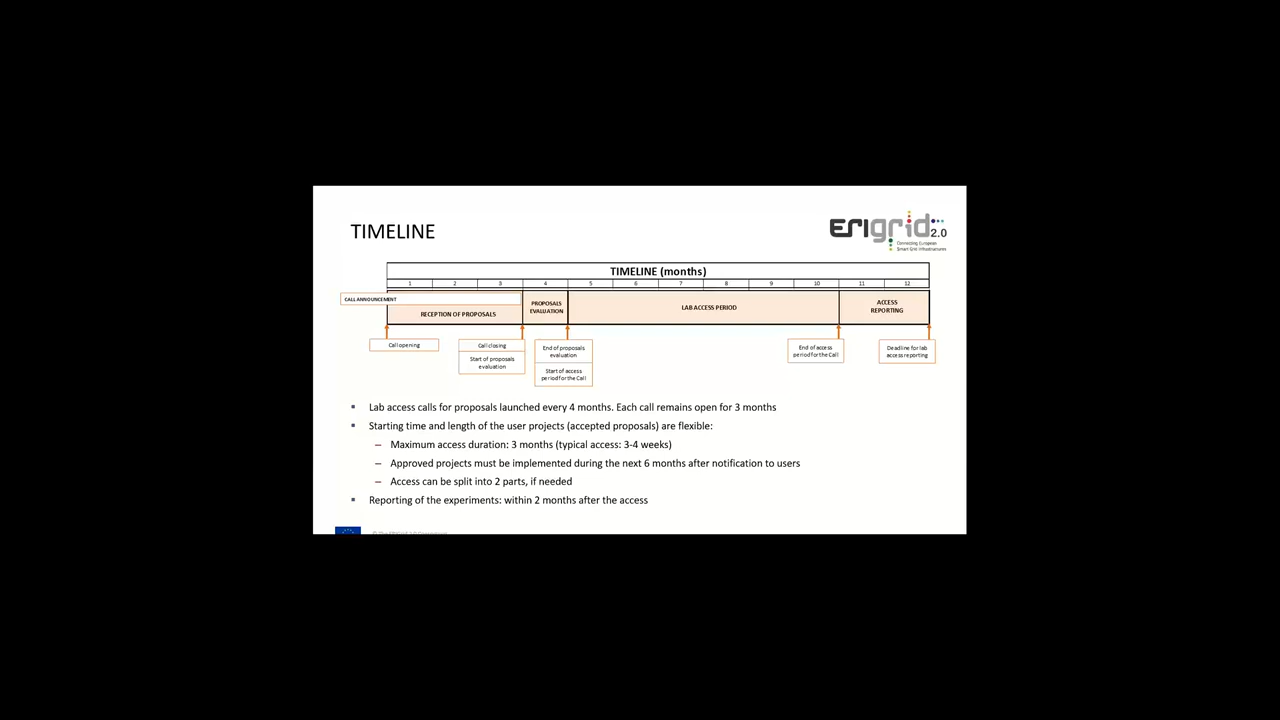 TIMELINE
ERIgrid 2.0
Connecting European
Smart Grid Infrastructures
TIMELINE (months)
1 2 3 4 5 6 7 8 9 10 11 12
CALL ANNOUNCEMENT
RECEPTION OF PROPOSALS
PROPOSALS
EVALUATION
LAB ACCESS PERIOD
ACCESS
REPORTING
Call opening
Call closing
Start of proposals
evaluation
End of proposals
evaluation
Start of access
period for the Call
End of access
period for the Call
Deadline for lab
access reporting
▪ Lab access calls for proposals launched every 4 months. Each call remains open for 3 months
▪ Starting time and length of the user projects (accepted proposals) are flexible:
– Maximum access duration: 3 months (typical access: 3-4 weeks)
– Approved projects must be implemented during the next 6 months after notification to users
– Access can be split into 2 parts, if needed
▪ Reporting of the experiments: within 2 months after the access